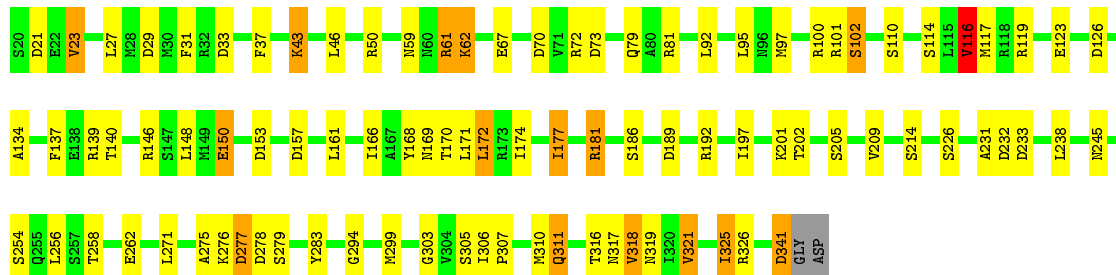 S20 D21 E22 V23 L27 M28 D29 M30 F31 R32 D33 F37 K43 L46 R50 N59 N60 R61 K62 E67 D70 V71 R72 D73 Q79 A80 R81 L92 L95 N96 M97 R100 R101 S102 S110 S114 L115 V116 M117 R118 R119 E123 D126
A134 F137 E138 R139 T140 R146 S147 L148 M149 E150 D153 D157 L161 I166 A167 Y168 N169 T170 L171 L172 R173 I174 I177 R181 S186 D189 R192 I197 K201 T202 S205 V209 S214 S226 A231 D232 D233 L238 N245
S254 Q255 L256 S257 T258 E262 L271 A275 K276 D277 D278 S279 Y283 G294 M299 G303 V304 S305 I306 P307 M310 Q311 T316 N317 V318 N319 I320 V321 I325 R326 D341 GLY ASP